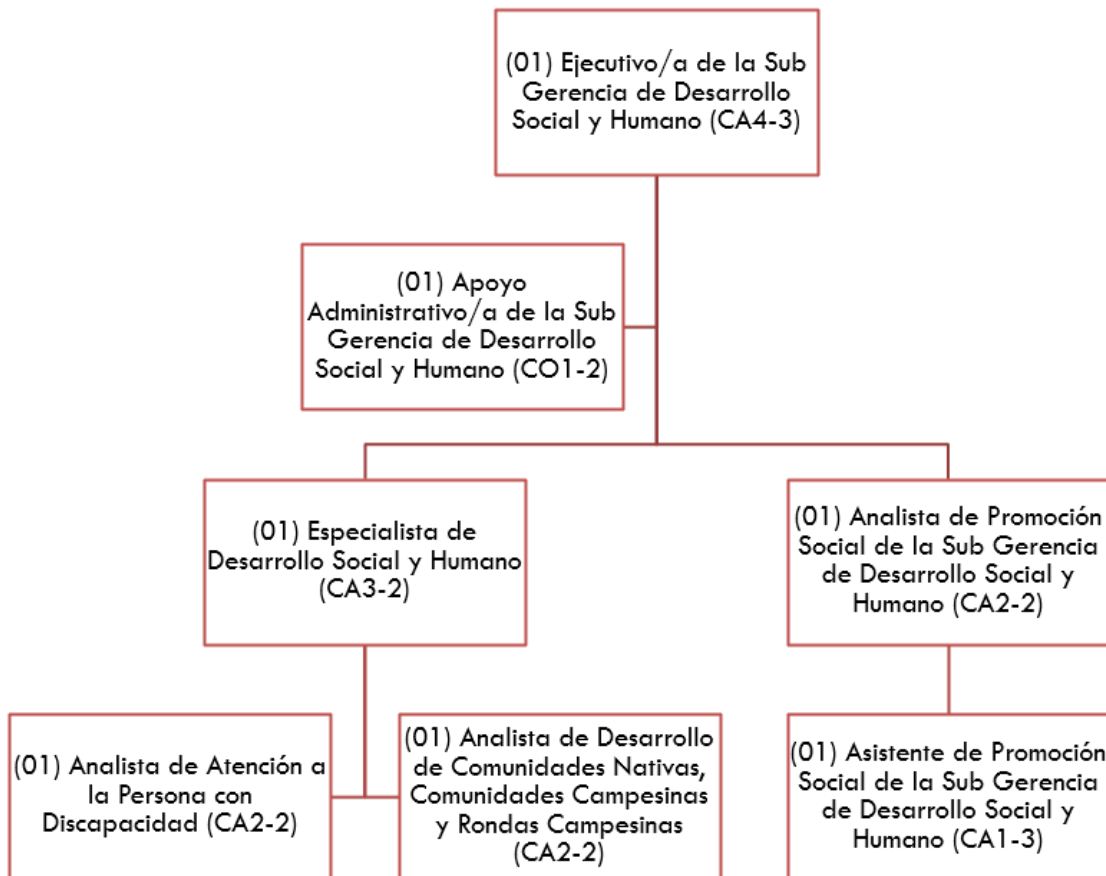 (01) Ejecutivo/a de la Sub
Gerencia de Desarrollo
Social y Humano (CA4-3)
(01) Apoyo
Administrativo/a de la Sub
Gerencia de Desarrollo
Social y Humano (CO1-2)
(01) Especialista de
Desarrollo Social y Humano
(CA3-2)
(01) Analista de Promoción
Social de la Sub Gerencia
de Desarrollo Social y
Humano (CA2-2)
(01) Analista de Atención a
la Persona con
Discapacidad (CA2-2)
(01) Analista de Desarrollo
de Comunidades Nativas,
Comunidades Campesinas
y Rondas Campesinas
(CA2-2)
(01) Asistente de Promoción
Social de la Sub Gerencia
de Desarrollo Social y
Humano (CA1-3)